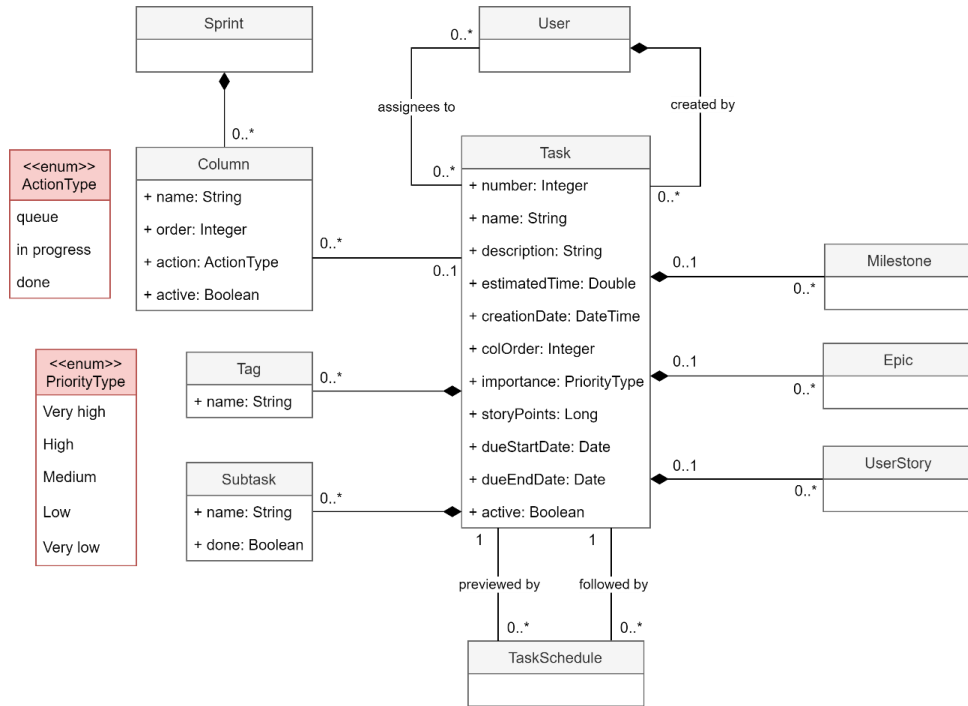 Sprint
User
0..*
1
assignees to
created by
0..*
<<enum>>
ActionType
queue
in progress
done
Column
+ name: String
+ order: Integer
+ action: ActionType
+ active: Boolean
0..*
0..1
0..*
0..*
Task
+ number: Integer
+ name: String
+ description: String
+ estimatedTime: Double
+ creationDate: DateTime
+ colOrder: Integer
+ importance: PriorityType
+ storyPoints: Long
+ dueStartDate: Date
+ dueEndDate: Date
+ active: Boolean
0..1
0..*
Milestone
0..1
0..*
Epic
0..1
0..*
UserStory
<<enum>>
PriorityType
Very high
High
Medium
Low
Very low
Tag
+ name: String
0..*
Subtask
+ name: String
+ done: Boolean
0..*
1
1
previewed by
followed by
0..*
0..*
TaskSchedule